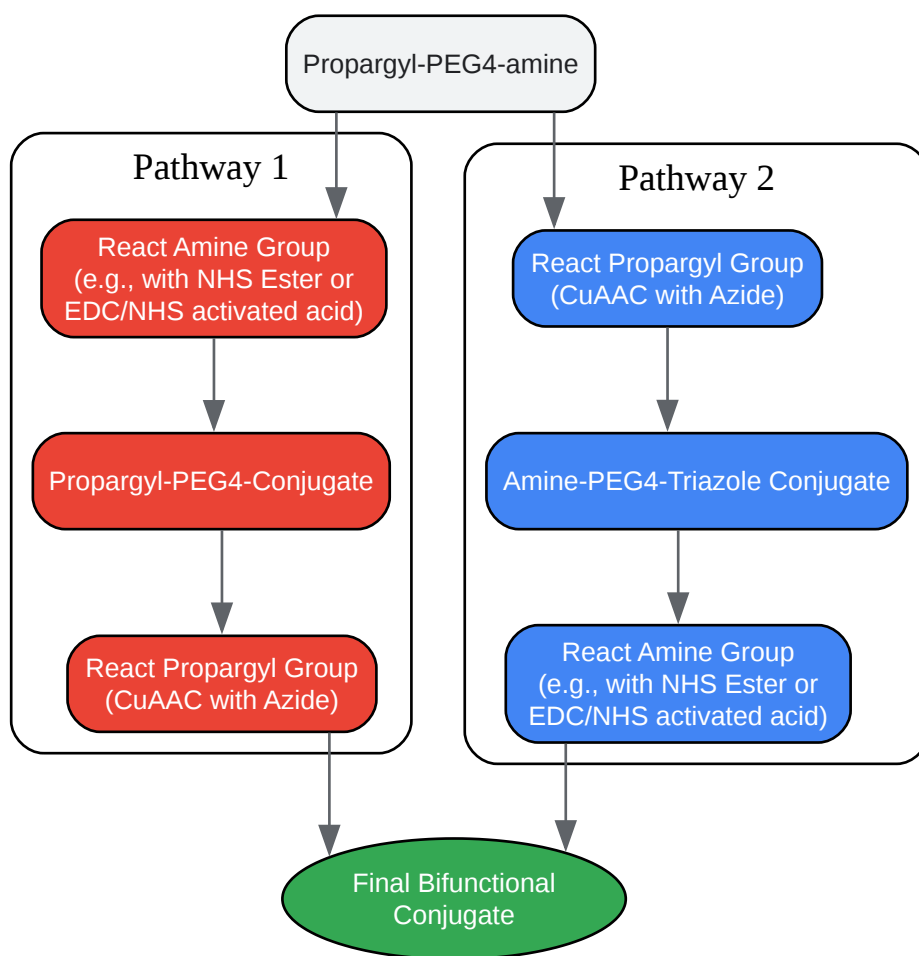 Propargyl-PEG4-amine
Pathway 1
React Amine Group
(e.g., with NHS Ester or
EDC/NHS activated acid)
Propargyl-PEG4-Conjugate
React Propargyl Group
(CuAAC with Azide)
Pathway 2
React Propargyl Group
(CuAAC with Azide)
Amine-PEG4-Triazole Conjugate
React Amine Group
(e.g., with NHS Ester or
EDC/NHS activated acid)
Final Bifunctional
Conjugate